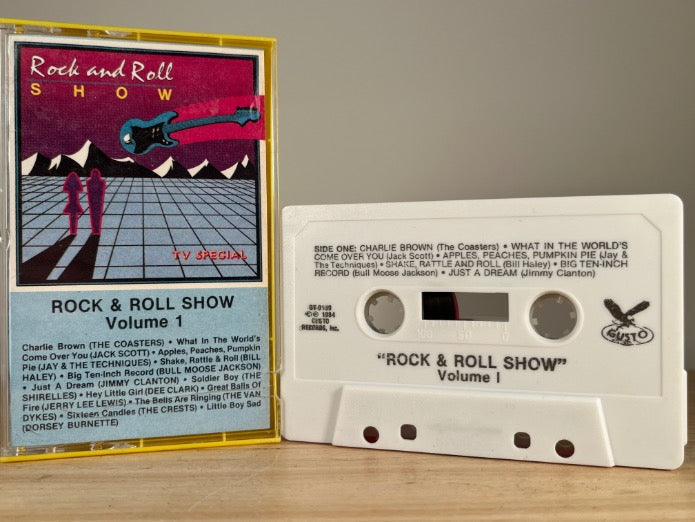 Rock and Roll
SHOW
TV SPECIAL
ROCK & ROLL SHOW
Volume 1
Charlie Brown (THE COASTERS) • What In The World's
Come Over You (JACK SCOTT) • Apples, Peaches, Pumpkin
Pie (JAY & THE TECHNIQUES) • Shake, Rattle & Roll (BILL
HALEY) • Big Ten-Inch Record (BULL MOOSE JACKSON)
• Just A Dream (JIMMY CLANTON) • Soldier Boy (THE
SHIRELLES) • Hey Little Girl (DEE CLARK) • Great Balls Of
Fire (JERRY LEE LEWIS) • The Bells Are Ringing (THE VAN
DYKES) • Sixteen Candles (THE CRESTS) • Little Boy Sad
(DORSEY BURNETTE)
SIDE ONE: CHARLIE BROWN (The Coasters) • WHAT IN THE WORLD'S
COME OVER YOU (Jack Scott) • APPLES, PEACHES, PUMPKIN PIE (Jay &
The Techniques) • SHAKE, RATTLE AND ROLL (Bill Haley) • BIG TEN-INCH
RECORD (Bull Moose Jackson) • JUST A DREAM (Jimmy Clanton)
©℗ 1984
GUSTO
RECORDS, Inc.
100 50 0
GUSTO
"ROCK & ROLL SHOW"
Volume I